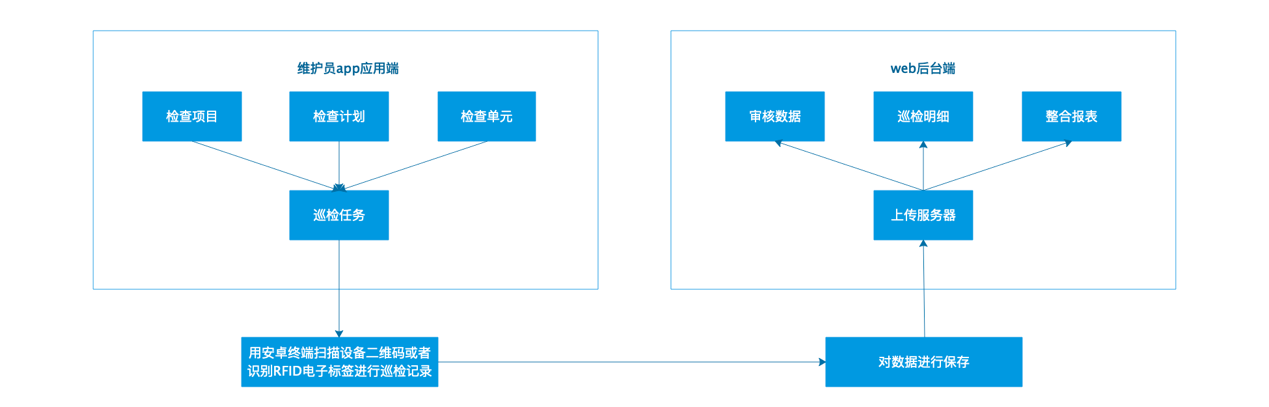 维护员app应用端
检查项目
检查计划
检查单元
巡检任务
用安卓终端扫描设备二维码或者
识别RFID电子标签进行巡检记录
web后台端
审核数据
巡检明细
整合报表
上传服务器
对数据进行保存